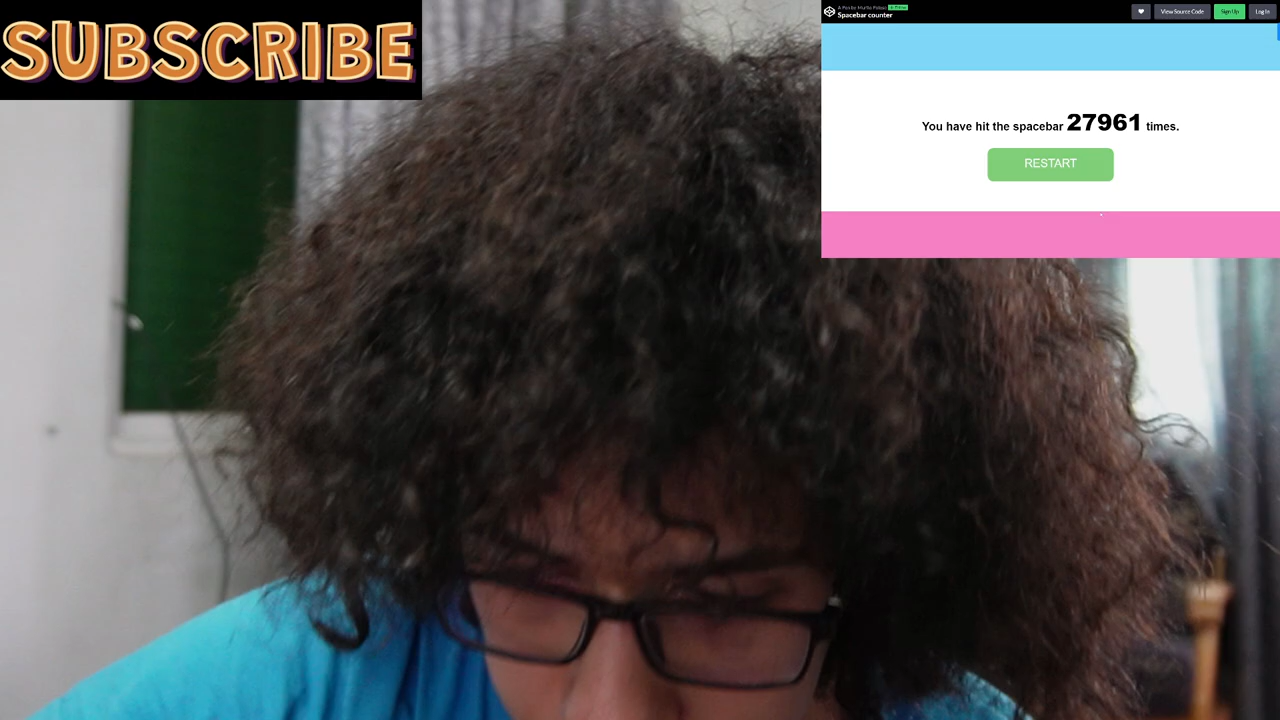 SUBSCRIBE
Spacebar counter
View Source Code
Sign Up
Log In
You have hit the spacebar 27961 times.
RESTART